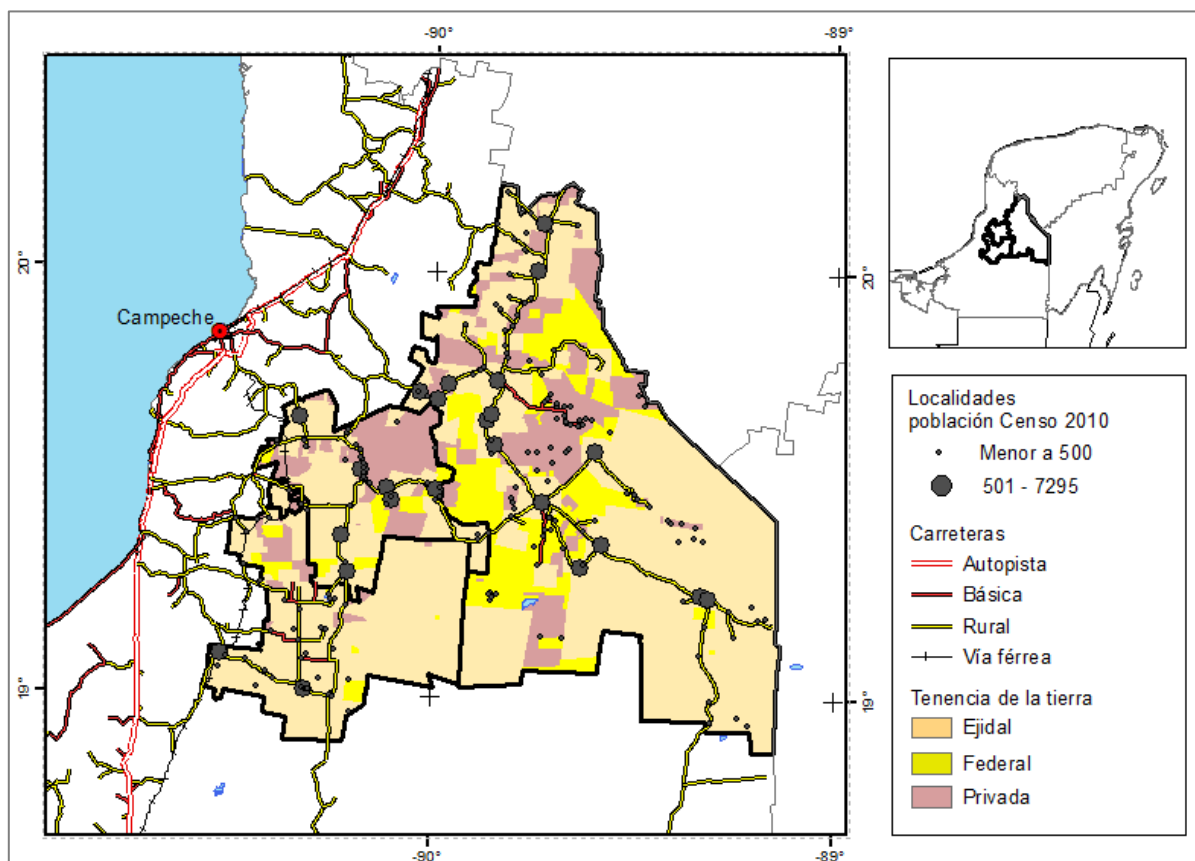 -90°
-89°
20°
20°
Campeche
19°
19°
-90°
-89°
Localidades
población Censo 2010
Menor a 500
501 - 7295
Carreteras
Autopista
Básica
Rural
Vía férrea
Tenencia de la tierra
Ejidal
Federal
Privada